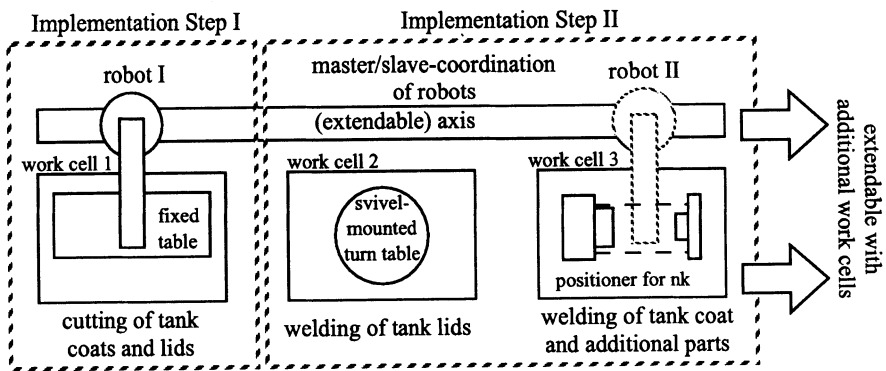 Implementation Step I
Implementation Step II
robot I
master/slave-coordination
of robots
robot II
(extendable) axis
work cell 1
work cell 2
work cell 3
fixed
table
svivel-
mounted
turn table
positioner for nk
cutting of tank
coats and lids
welding of tank lids
welding of tank coat
and additional parts
extendable with
additional work cells